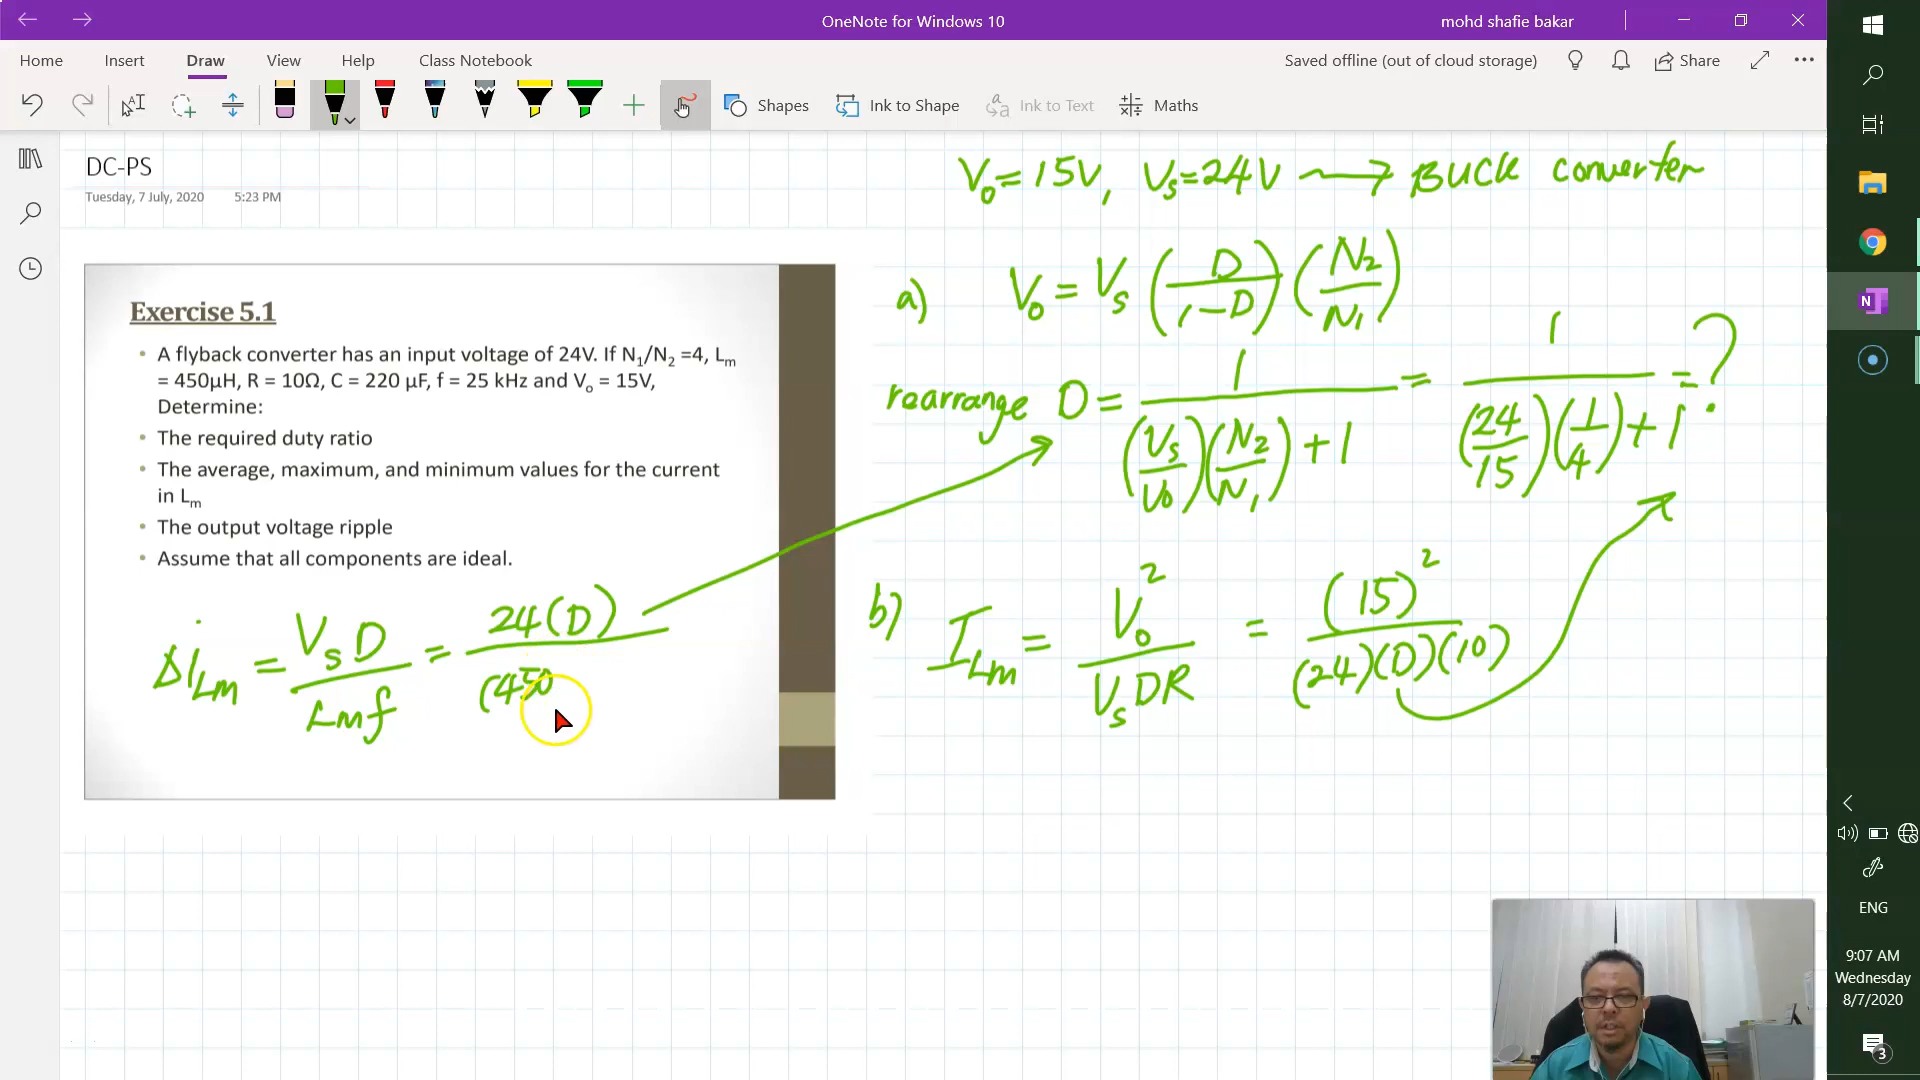 OneNote for Windows 10
mohd shafie bakar
Home Insert Draw View Help Class Notebook
Saved offline (out of cloud storage) Share
Shapes Ink to Shape Ink to Text Maths
DC-PS
Tuesday, 7 July, 2020 5:23 PM
V₀ = 15V, Vs = 24V → BUCK converter
Exercise 5.1
• A flyback converter has an input voltage of 24V. If N₁/N₂ =4, Lm
= 450µH, R = 10Ω, C = 220 µF, f = 25 kHz and Vo = 15V,
Determine:
• The required duty ratio
• The average, maximum, and minimum values for the current
in Lm
• The output voltage ripple
• Assume that all components are ideal.
ΔiLm = VsD / Lmf = 24(D) / (450
a) V₀ = Vs (D / 1-D) (N₂ / N₁)
rearrange D = 1 / (Vs / V₀)(N₂ / N₁) + 1 = 1 / (24 / 15)(1 / 4) + 1 = ?
b) ILm = V₀² / VsDR = (15)² / (24)(D)(10)
N
ENG
9:07 AM
Wednesday
8/7/2020
3